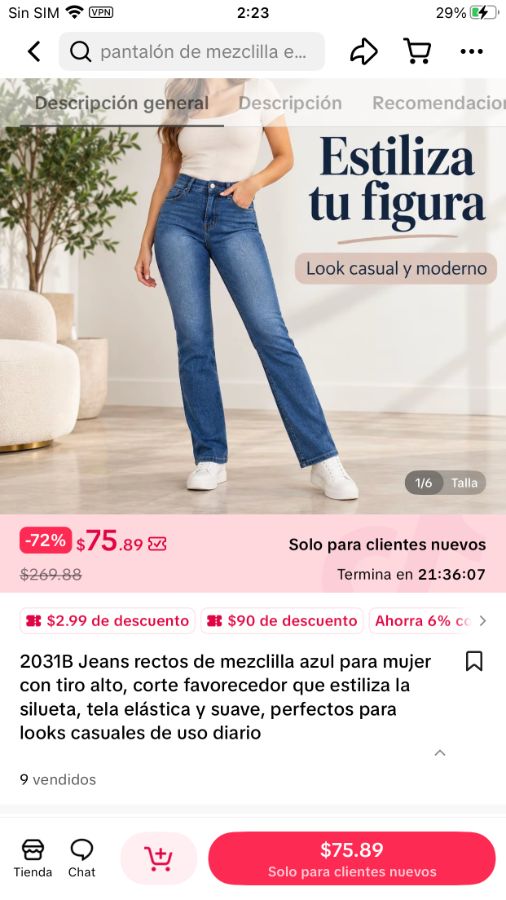 Sin SIM VPN 2:23 29%
pantalón de mezclilla e...
Descripción general Descripción Recomendacion
Estiliza
tu figura
Look casual y moderno
1/6 Talla
-72% $75.89 Solo para clientes nuevos
$269.88 Termina en 21:36:07
$2.99 de descuento $90 de descuento Ahorra 6% co
2031B Jeans rectos de mezclilla azul para mujer
con tiro alto, corte favorecedor que estiliza la
silueta, tela elástica y suave, perfectos para
looks casuales de uso diario
9 vendidos
$75.89
Tienda Chat Solo para clientes nuevos